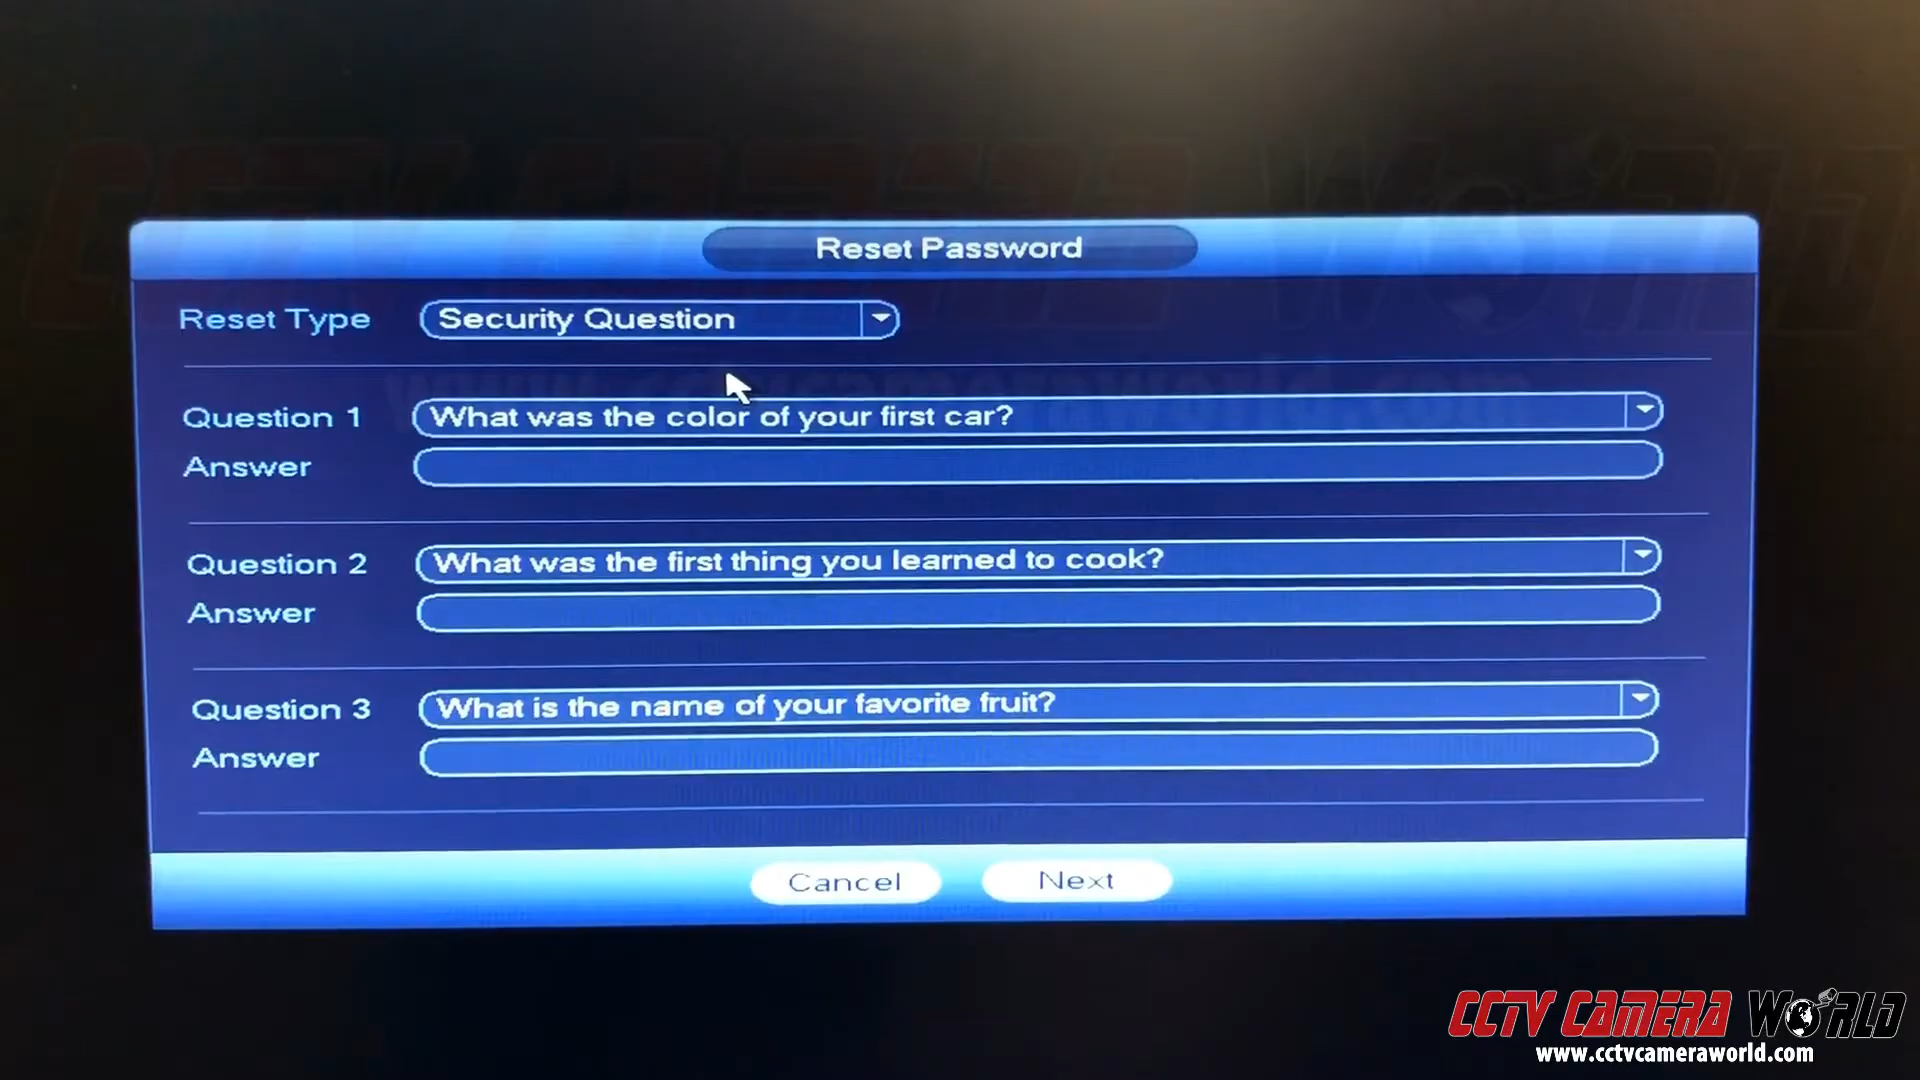 Reset Password
Reset Type Security Question
Question 1 What was the color of your first car?
Answer
Question 2 What was the first thing you learned to cook?
Answer
Question 3 What is the name of your favorite fruit?
Answer
Cancel Next
CCTV CAMERA WORLD
www.cctvcameraworld.com